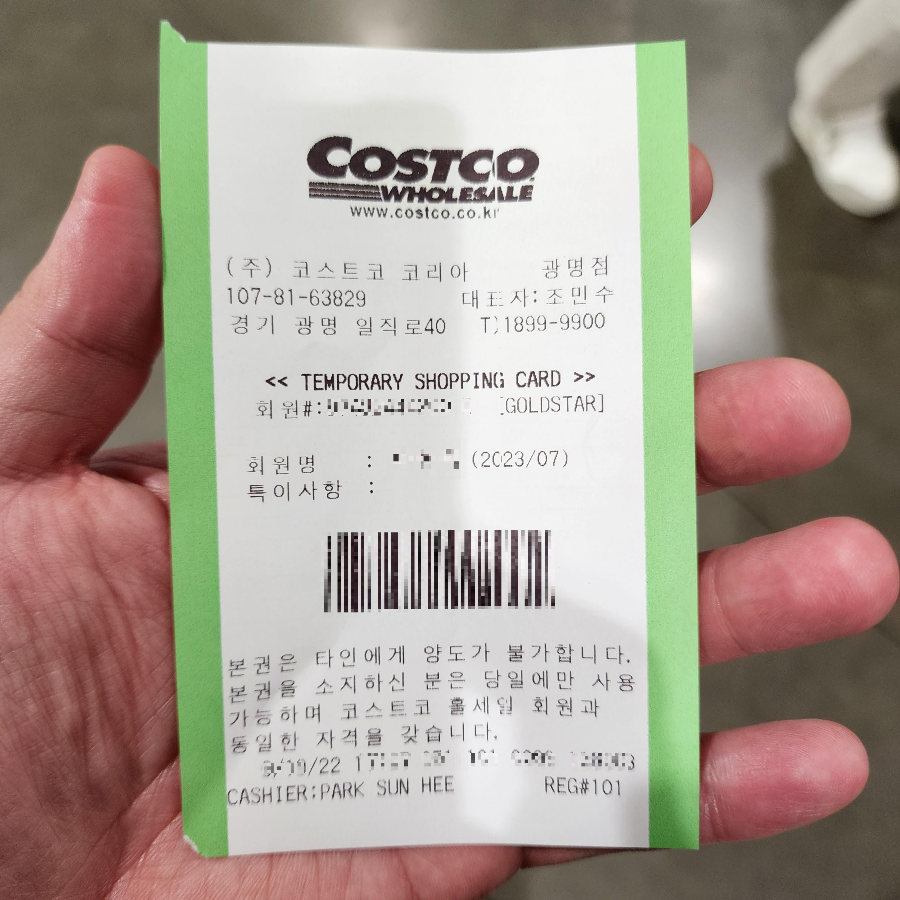 COSTCO
WHOLESALE
www.costco.co.kr
(주) 코스트코 코리아 광명점
107-81-63829 대표자:조민수
경기 광명 일직로40 T)1899-9900
<< TEMPORARY SHOPPING CARD >>
회원#: [GOLDSTAR]
회원명 : (2023/07)
특이사항 :
본권은 타인에게 양도가 불가합니다.
본권을 소지하신 분은 당일에만 사용
가능하며 코스트코 홀세일 회원과
동일한 자격을 갖습니다.
CASHIER:PARK SUN HEE REG#101